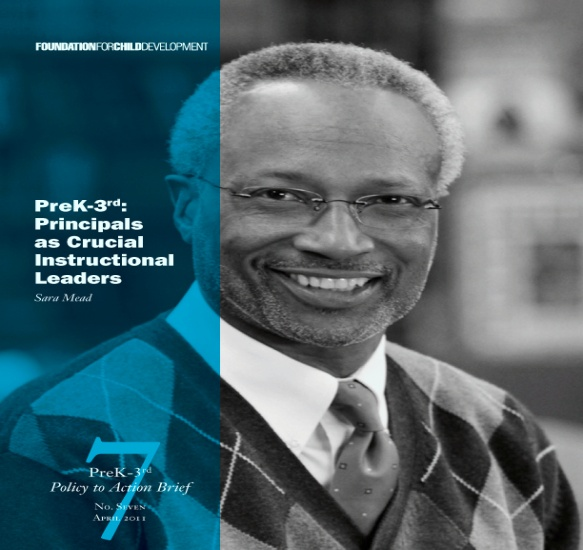 FOUNDATIONFORCHILDDEVELOPMENT
PreK-3rd:
Principals
as Crucial
Instructional
Leaders
Sara Mead
7
PreK-3rd
Policy to Action Brief
No. Seven
April 2011